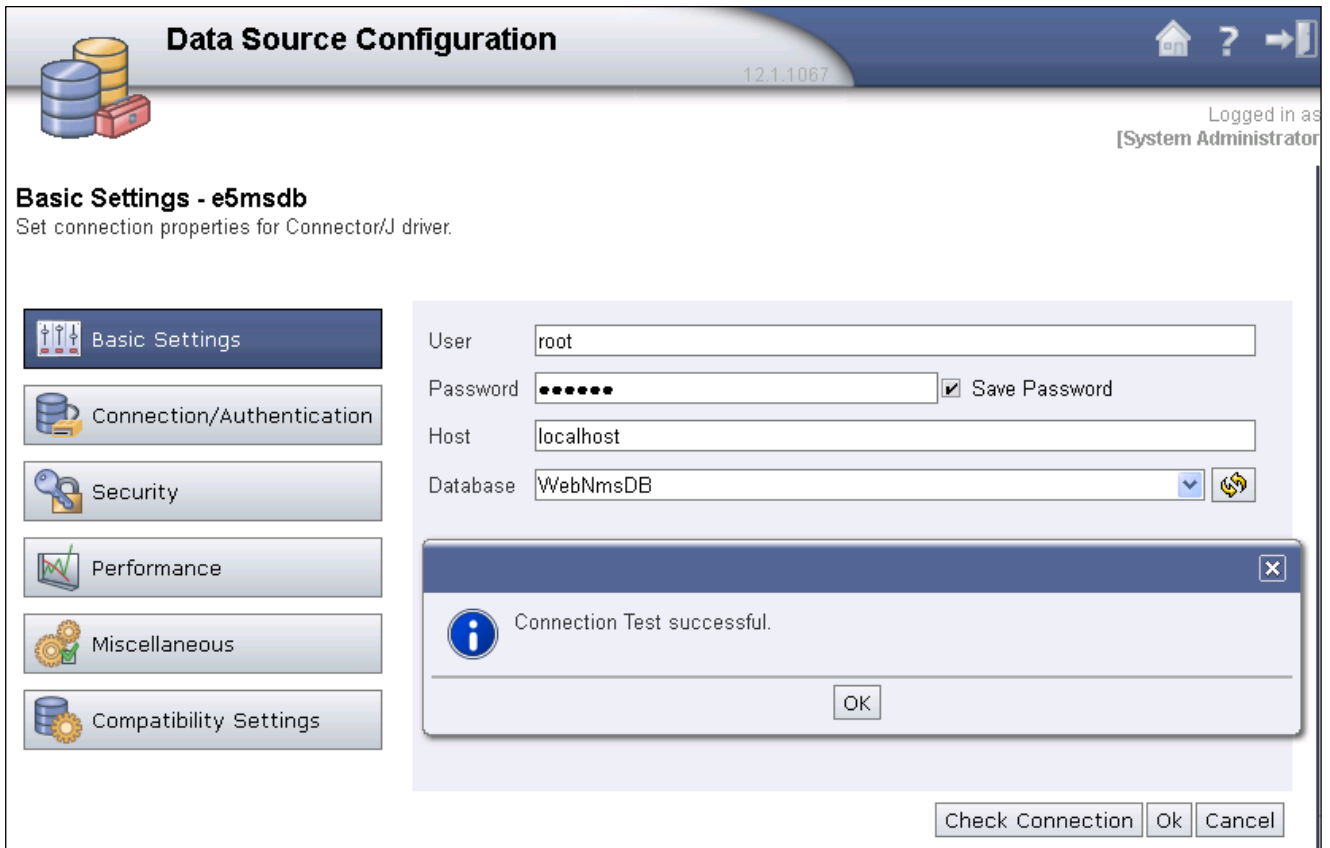 Data Source Configuration
12.1.1067
?
Logged in as
[System Administrator
Basic Settings - e5msdb
Set connection properties for Connector/J driver.
Basic Settings
Connection/Authentication
Security
Performance
Miscellaneous
Compatibility Settings
User root
Password ●●●●●● Save Password
Host localhost
Database WebNmsDB
Connection Test successful.
OK
Check Connection Ok Cancel